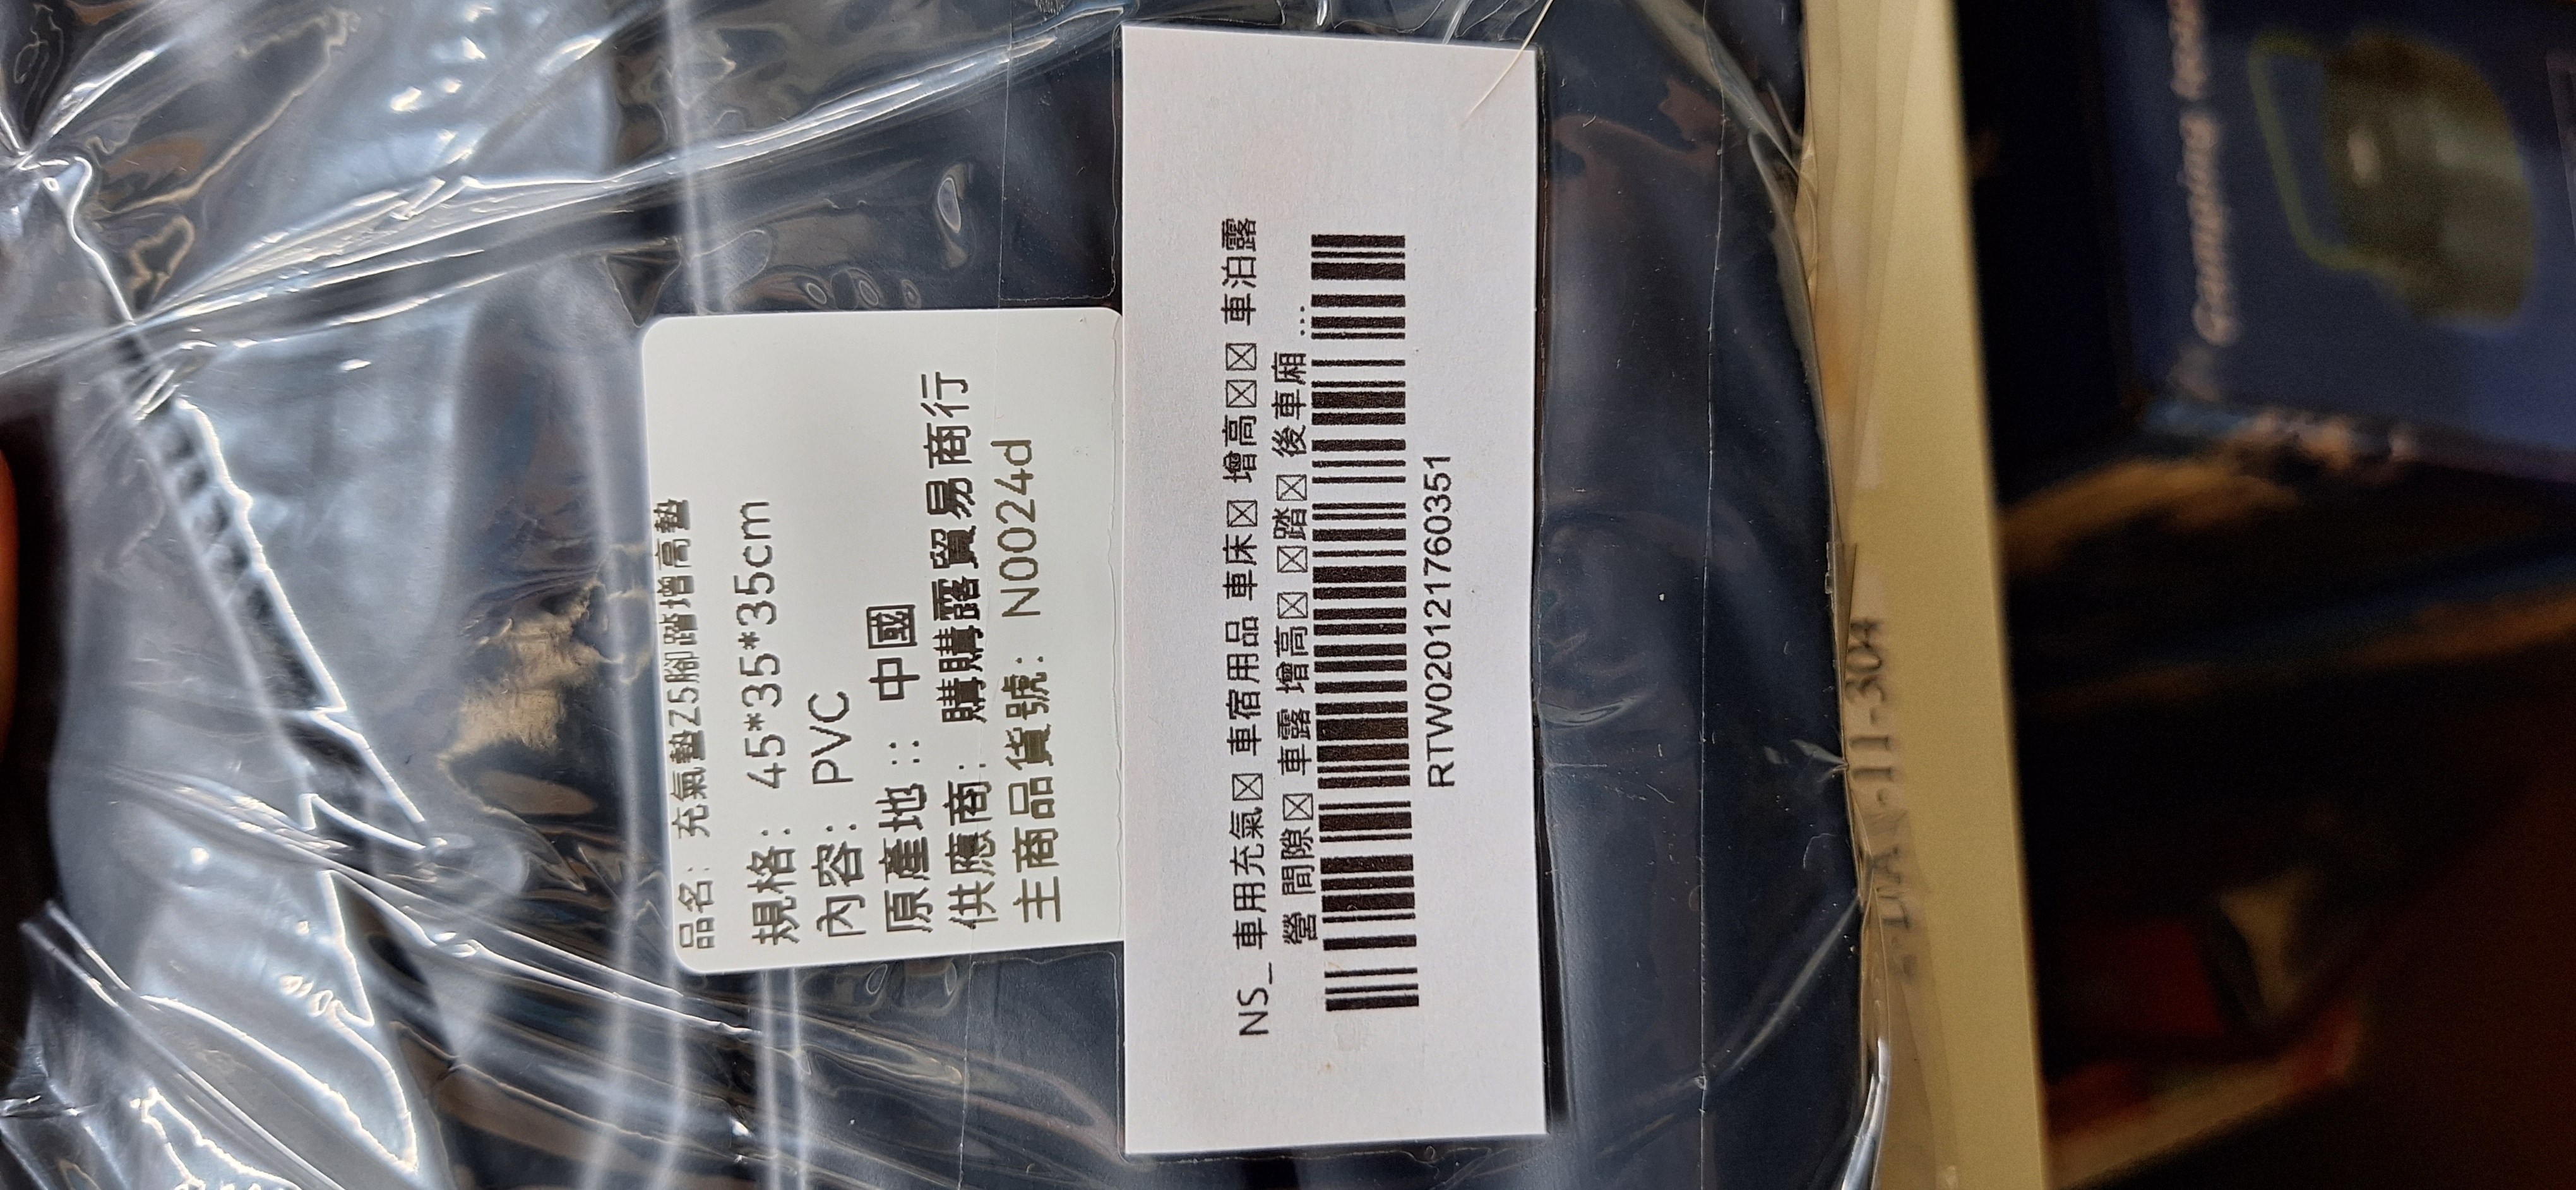 品名: 充氣墊Z5腳踏增高墊
規格: 45*35*35cm
內容: PVC
原產地:: 中國
供應商: 購購露貿易商行
主商品貨號: N0024d
NS_車用充氣☒ 車宿用品 車床☒ 增高☒☒ 車泊露
營 間隙☒ 車露 增高☒ ☒踏☒ 後車廂 ...
RTW020121760351